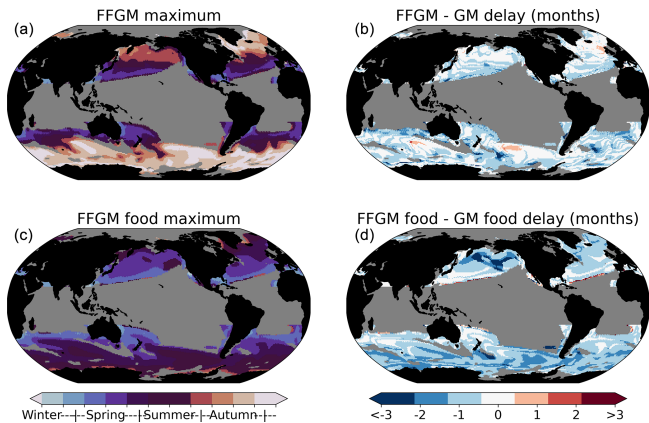 FFGM maximum
FFGM - GM delay (months)
(a)
(b)
FFGM food maximum
FFGM food - GM food delay (months)
(c)
(d)
Winter---|--Spring---|--Summer--|--Autumn--|---
<-3 -2 -1 0 1 2 >3